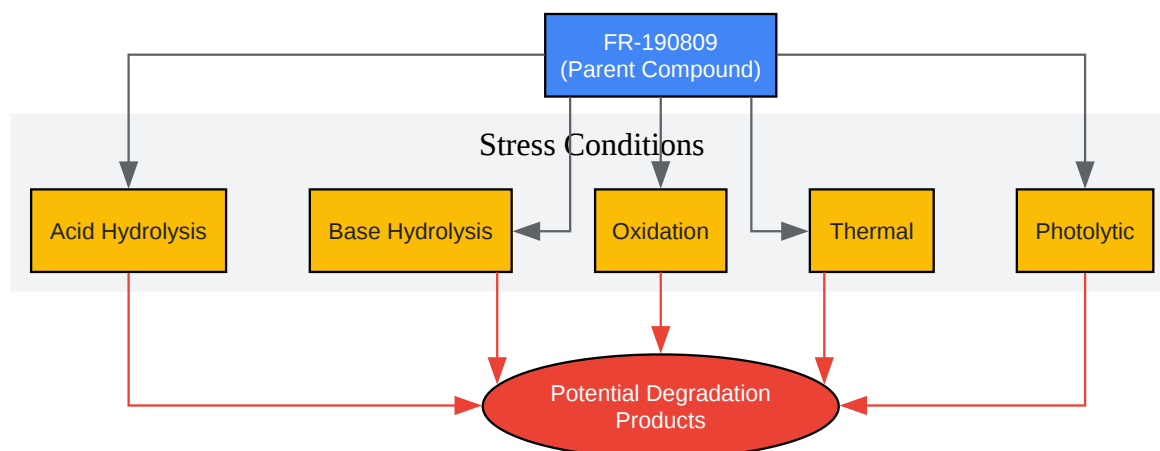 FR-190809
(Parent Compound)
Stress Conditions
Acid Hydrolysis
Base Hydrolysis
Oxidation
Thermal
Photolytic
Potential Degradation
Products